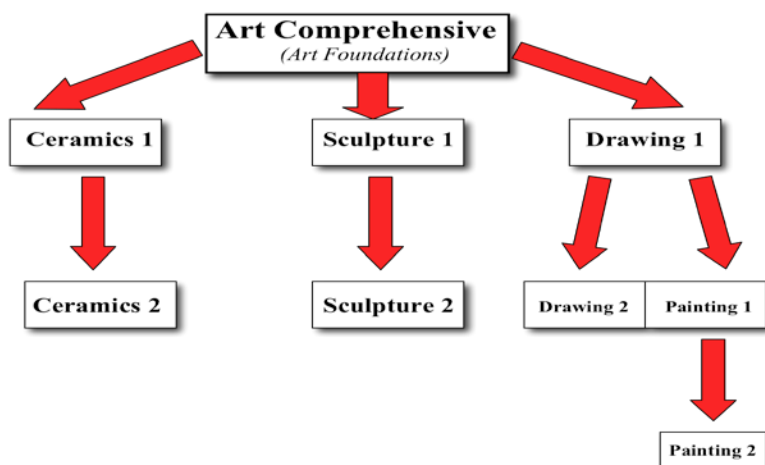 Art Comprehensive
(Art Foundations)
Ceramics 1
Sculpture 1
Drawing 1
Ceramics 2
Sculpture 2
Drawing 2
Painting 1
Painting 2